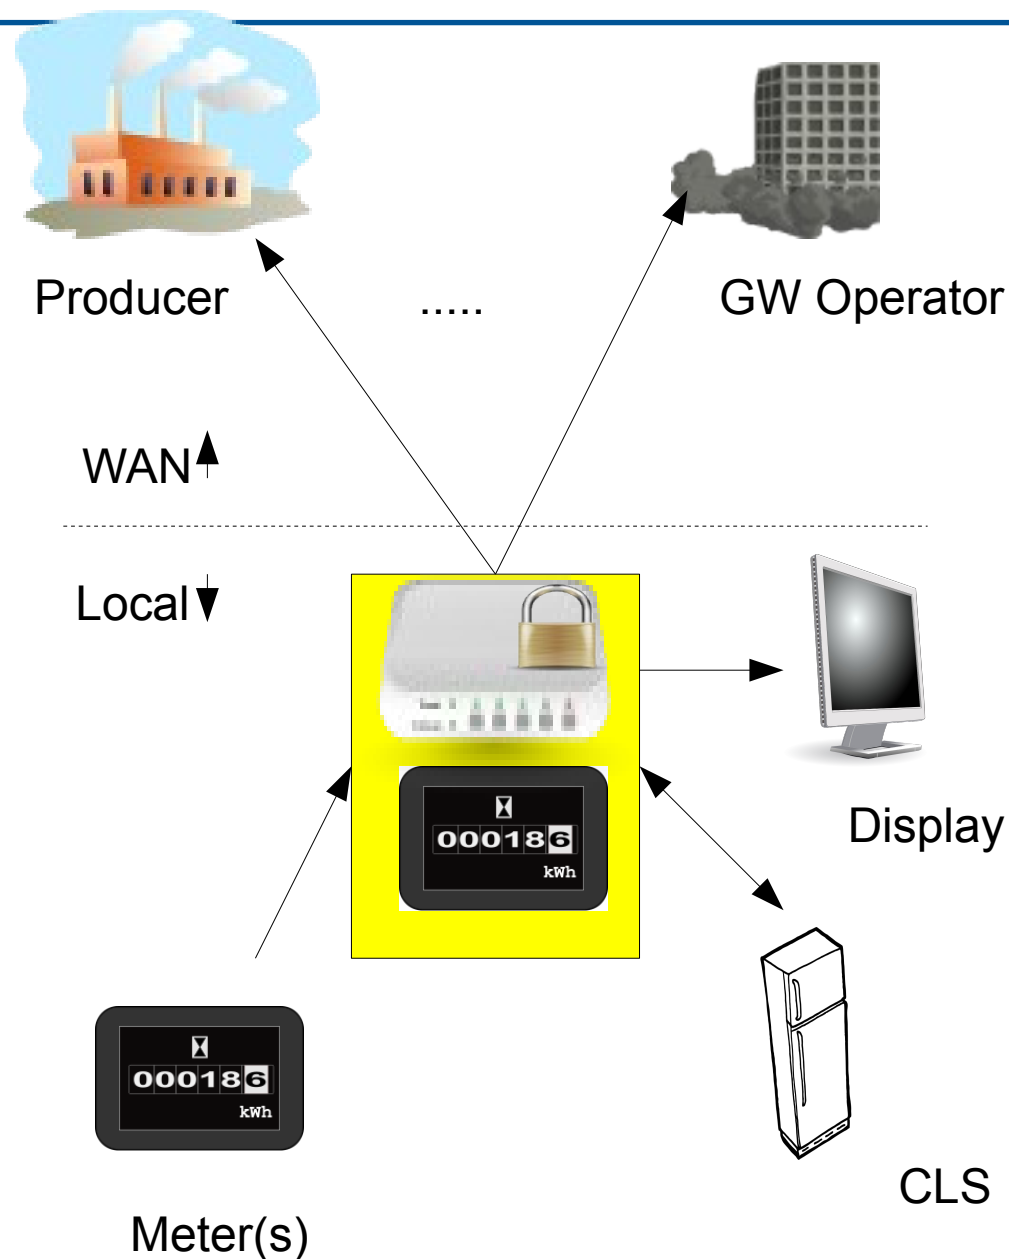 Producer
.....
GW Operator
WAN
Local
000186
kWh
Display
000186
kWh
CLS
Meter(s)